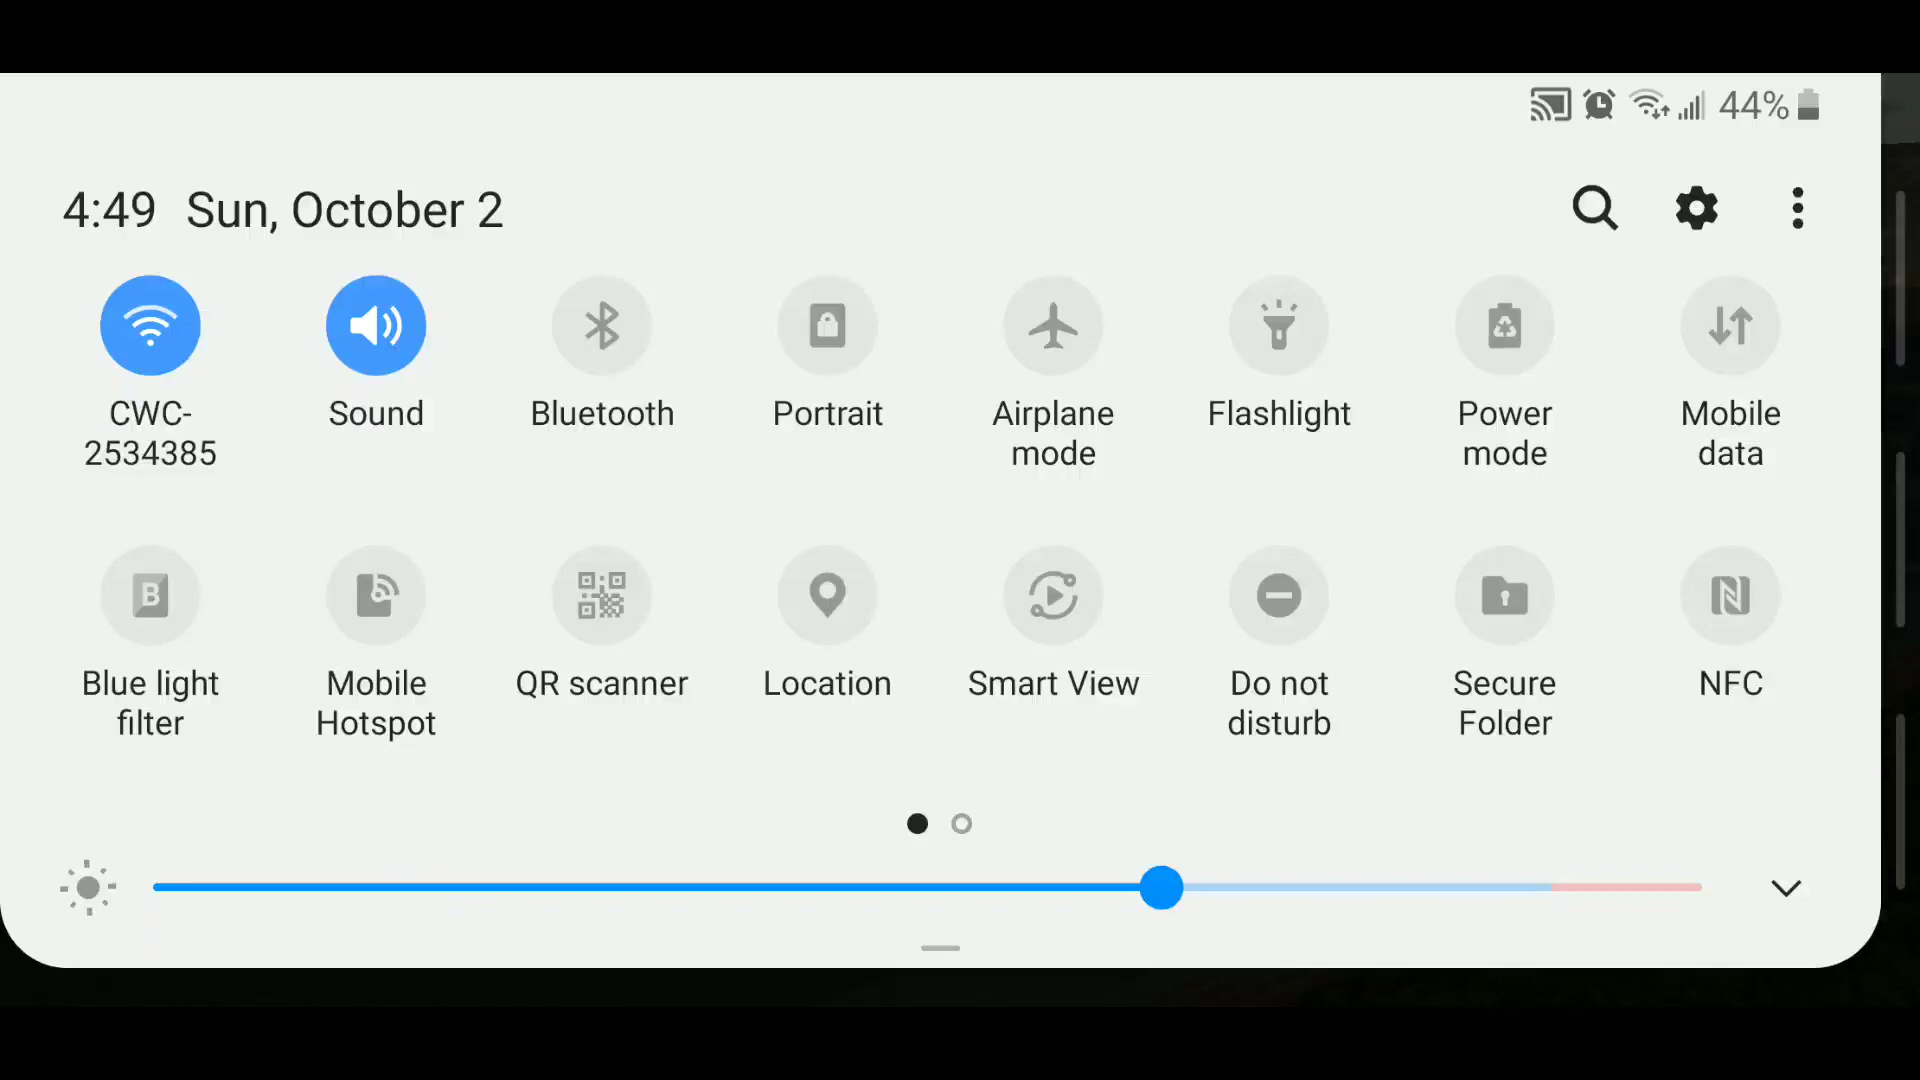 44%
4:49 Sun, October 2
CWC-
2534385
Sound
Bluetooth
Portrait
Airplane
mode
Flashlight
Power
mode
Mobile
data
Blue light
filter
Mobile
Hotspot
QR scanner
Location
Smart View
Do not
disturb
Secure
Folder
NFC